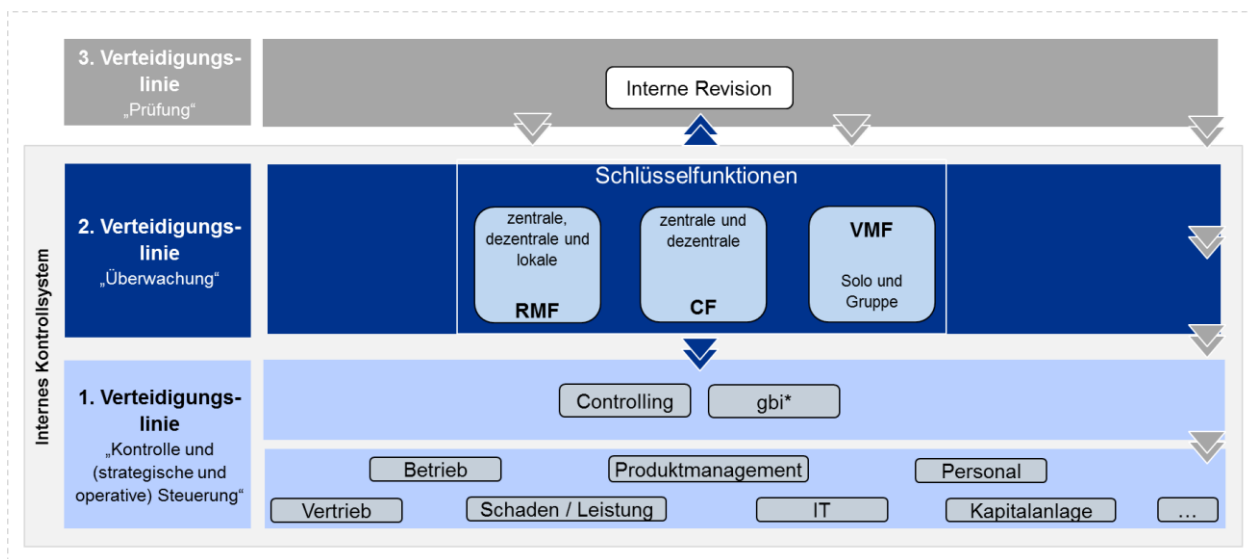 3. Verteidigungs-
linie
„Prüfung“
Interne Revision
Internes Kontrollsystem
2. Verteidigungs-
linie
„Überwachung“
Schlüsselfunktionen
zentrale,
dezentrale und
lokale
RMF
zentrale und
dezentrale
CF
VMF
Solo und
Gruppe
1. Verteidigungs-
linie
„Kontrolle und
(strategische und
operative) Steuerung“
Controlling
gbi*
Betrieb
Produktmanagement
Personal
Vertrieb
Schaden / Leistung
IT
Kapitalanlage
...